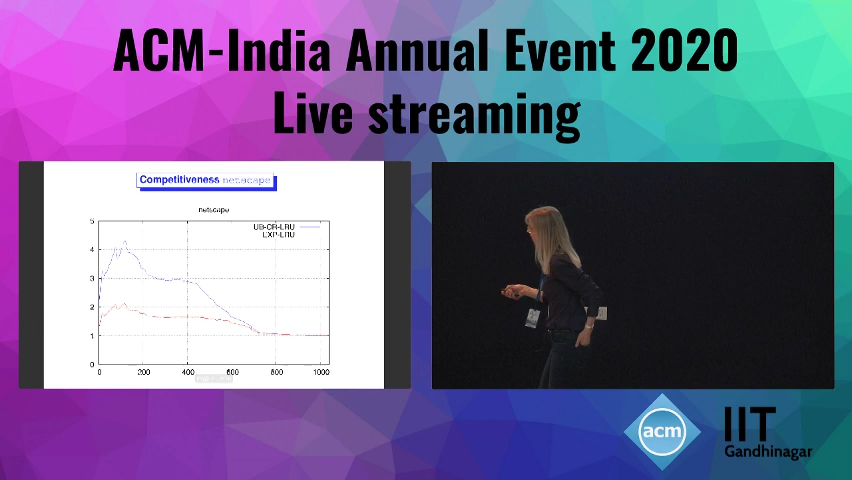 ACM-India Annual Event 2020
Live streaming
Competitiveness netscape
netscape
UB-OR-LRU
EXP-LRU
5
4
3
2
1
0
0 200 400 600 800 1000
acm
IIT
Gandhinagar